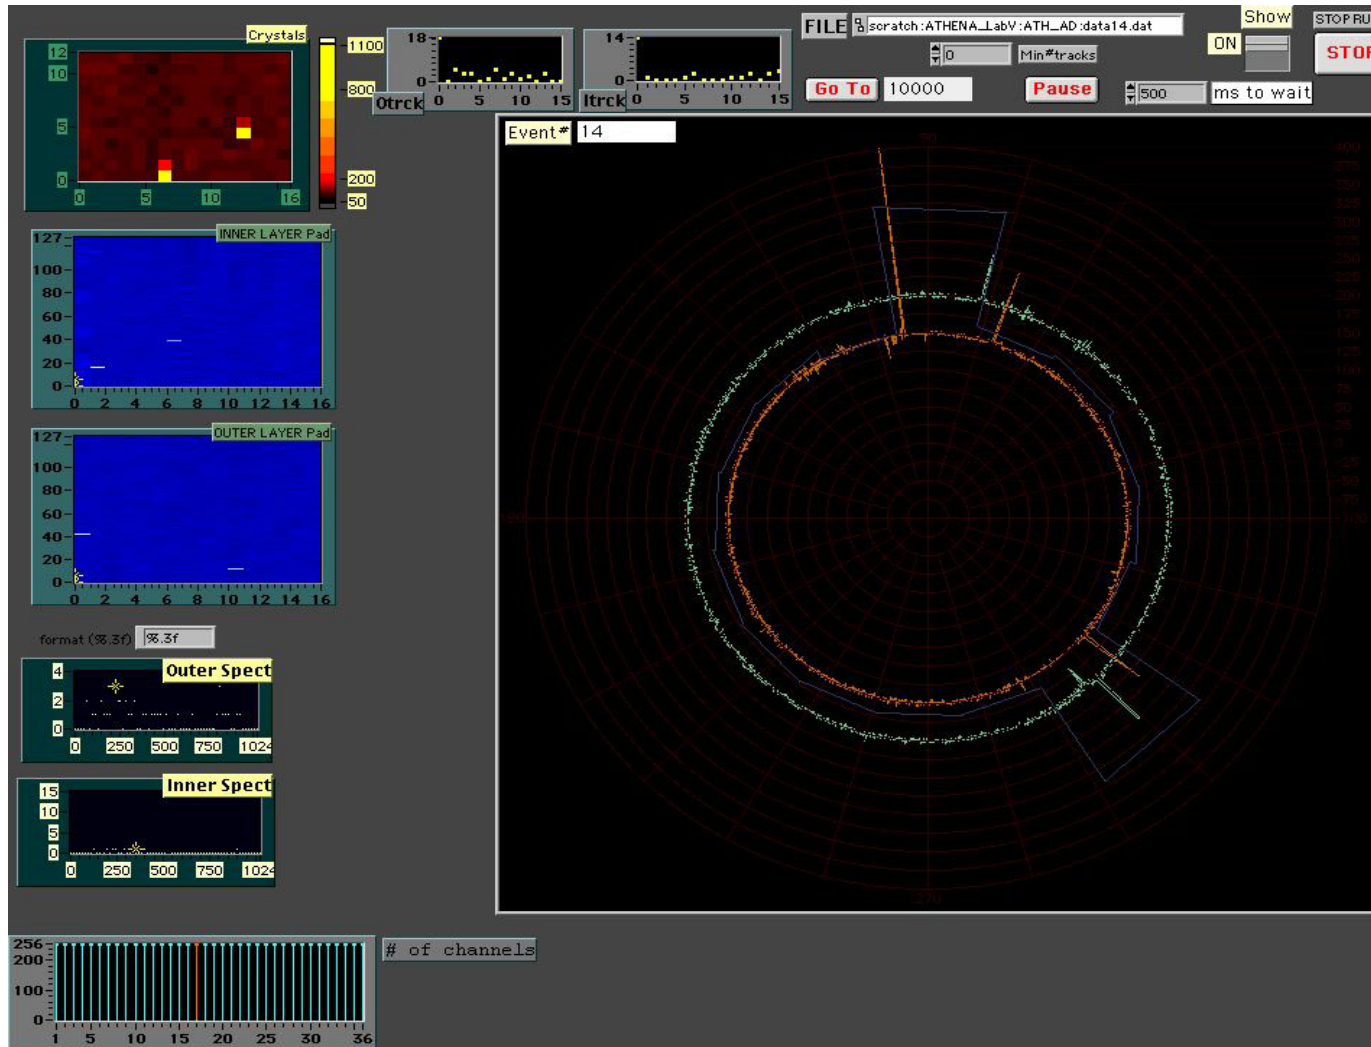 Crystals
12
10
5
0
0 5 10 16
1100
800
200
50
18
0
0 5 10 15
Otrck
14
0
0 5 10 15
Itrck
FILE scratch:ATHENA_LabV:ATH_AD:data14.dat
0 Min#tracks
Show
ON
STOP RU
STOP
Go To 10000
Pause
500 ms to wait
Event# 14
90
270
400
INNER LAYER Pad
127
100
80
60
40
20
0
0 2 4 6 8 10 12 14 16
OUTER LAYER Pad
127
100
80
60
40
20
0
0 2 4 6 8 10 12 14 16
format (%.3f) %.3f
Outer Spect
4
2
0
0 250 500 750 1024
Inner Spect
15
10
5
0
0 250 500 750 1024
256
200
100
0
1 5 10 15 20 25 30 36
# of channels